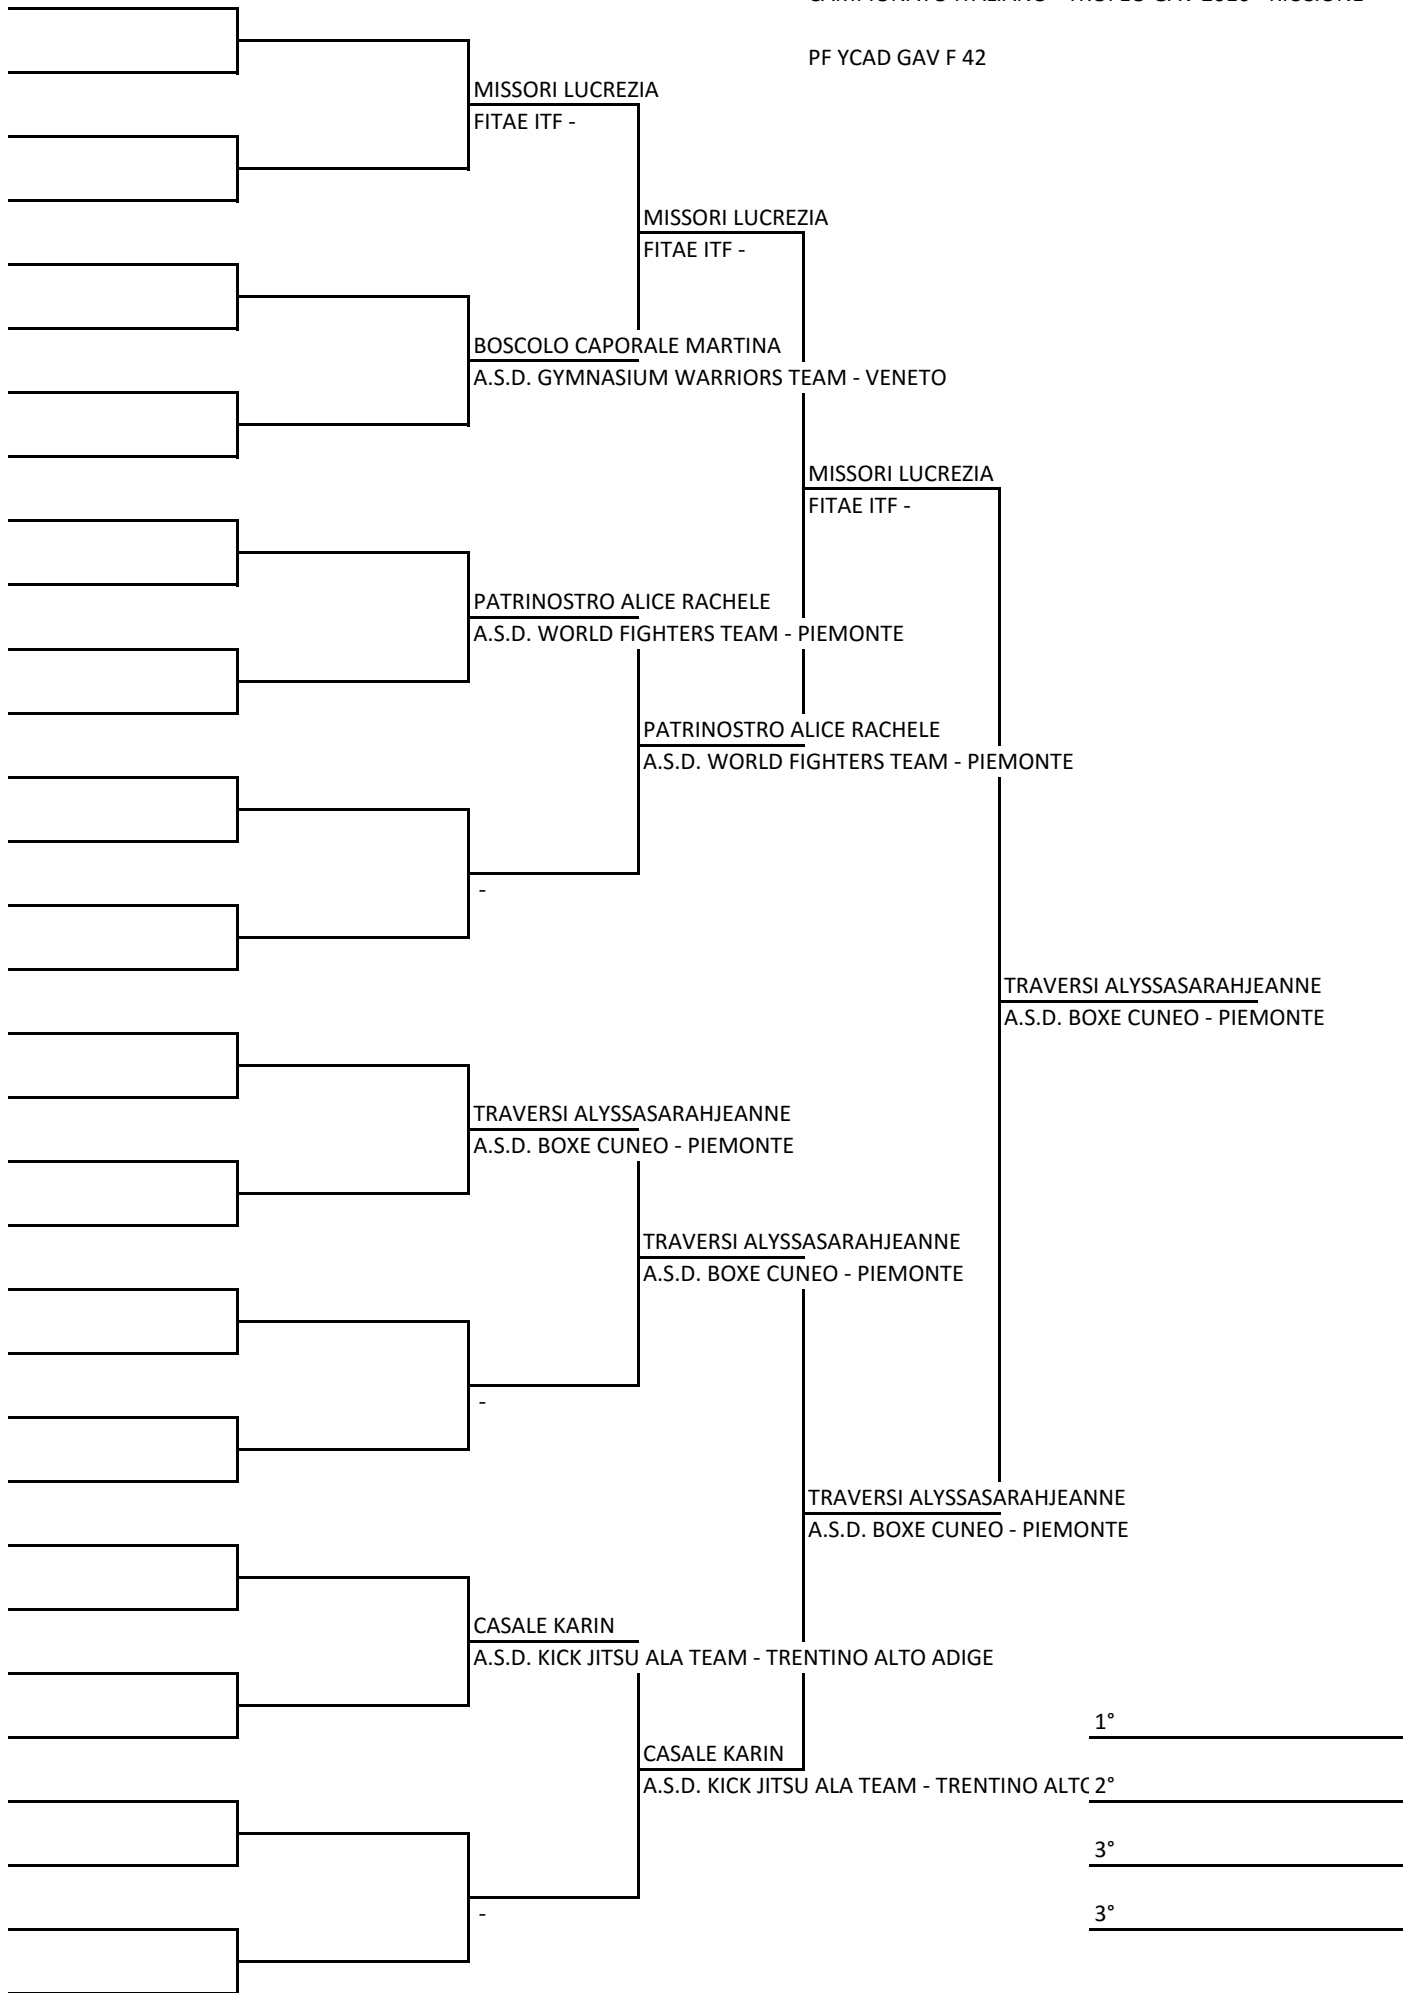 PF YCAD GAV F 42
MISSORI LUCREZIA
FITAE ITF -
MISSORI LUCREZIA
FITAE ITF -
BOSCOLO CAPORALE MARTINA
A.S.D. GYMNASIUM WARRIORS TEAM - VENETO
MISSORI LUCREZIA
FITAE ITF -
PATRINOSTRO ALICE RACHELE
A.S.D. WORLD FIGHTERS TEAM - PIEMONTE
PATRINOSTRO ALICE RACHELE
A.S.D. WORLD FIGHTERS TEAM - PIEMONTE
-
TRAVERSI ALYSSASARAHJEANNE
A.S.D. BOXE CUNEO - PIEMONTE
TRAVERSI ALYSSASARAHJEANNE
A.S.D. BOXE CUNEO - PIEMONTE
TRAVERSI ALYSSASARAHJEANNE
A.S.D. BOXE CUNEO - PIEMONTE
-
TRAVERSI ALYSSASARAHJEANNE
A.S.D. BOXE CUNEO - PIEMONTE
CASALE KARIN
A.S.D. KICK JITSU ALA TEAM - TRENTINO ALTO ADIGE
1°
CASALE KARIN
A.S.D. KICK JITSU ALA TEAM - TRENTINO ALTO
2°
3°
-
3°